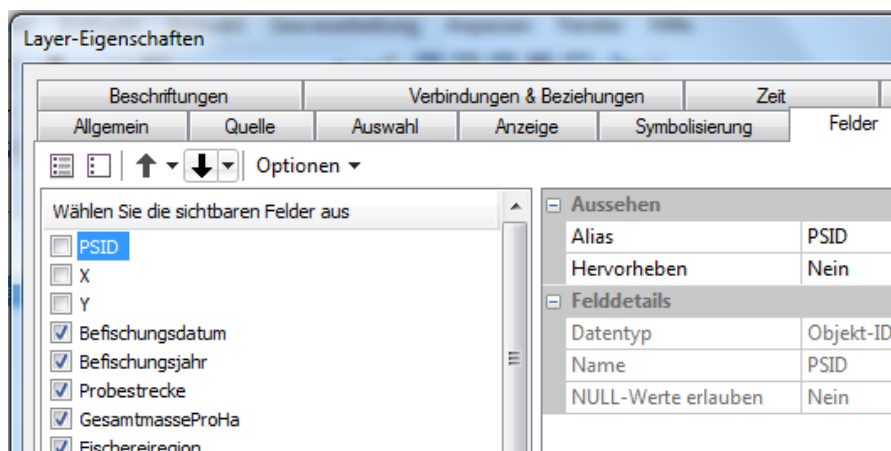 Layer-Eigenschaften
Beschriftungen Verbindungen & Beziehungen Zeit
Allgemein Quelle Auswahl Anzeige Symbolisierung Felder
Optionen
Wählen Sie die sichtbaren Felder aus
PSID
X
Y
Befischungsdatum
Befischungsjahr
Probestrecke
GesamtmasseProHa
Fischereiregion
Aussehen
Alias PSID
Hervorheben Nein
Felddetails
Datentyp Objekt-ID
Name PSID
NULL-Werte erlauben Nein